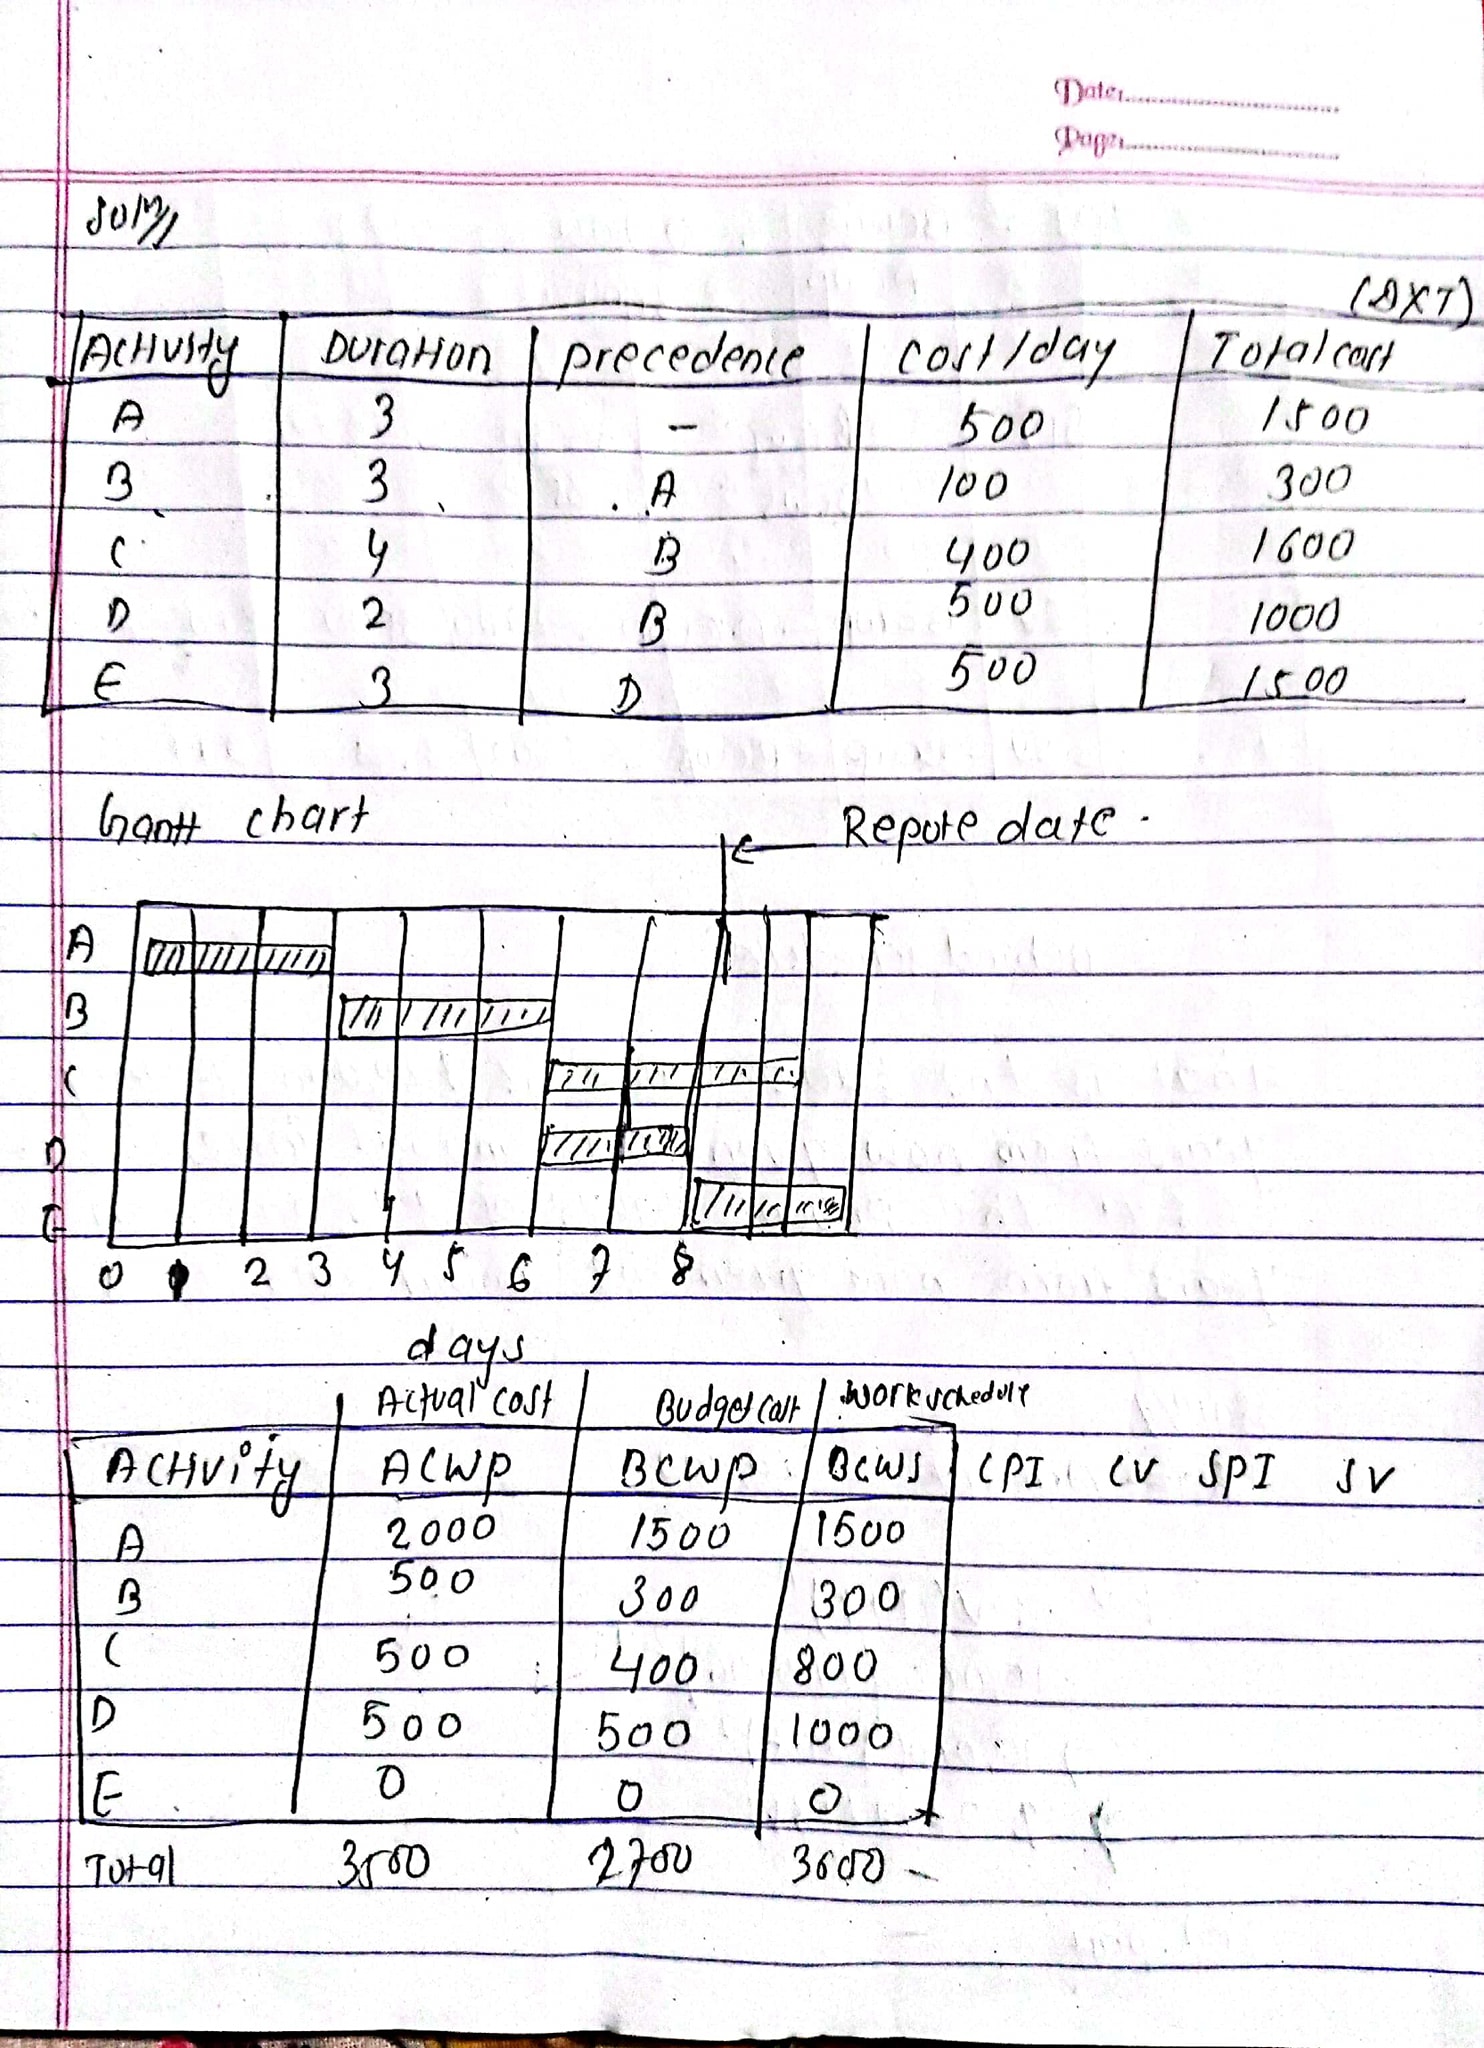 Date:
Page:
Soln//
(DXT)
Activity Duration precedence cost/day Total cost
A 3 - 500 1500
B 3 A 100 300
C 4 B 400 1600
D 2 B 500 1000
E 3 D 500 1500
Gantt chart
Repote date.
A
B
C
D
E
0 1 2 3 4 5 6 7 8
days
Actual cost Budget cost work schedule
Activity ACWP BCWP BCWS CPI CV SPI SV
A 2000 1500 1500
B 500 300 300
C 500 400 800
D 500 500 1000
E 0 0 0
Total 3500 2700 3600